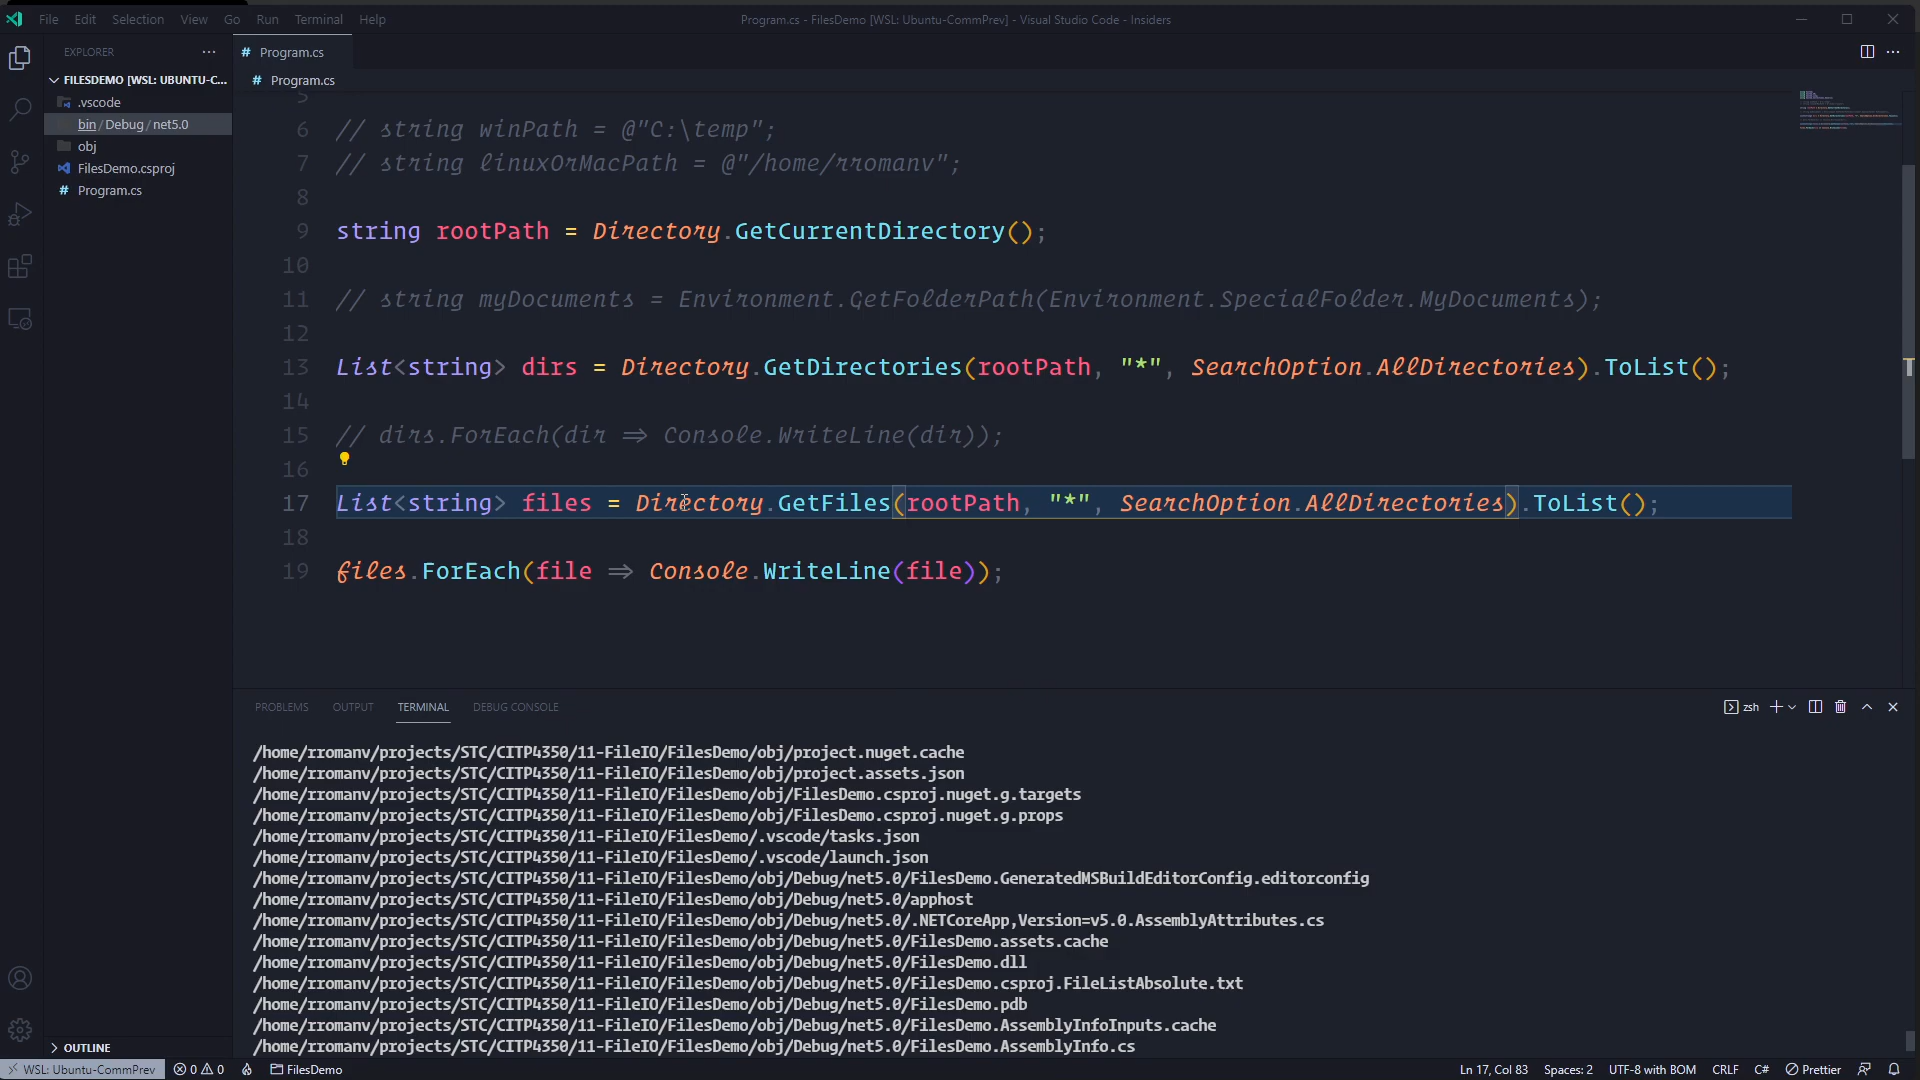 File Edit Selection View Go Run Terminal Help
Program.cs - FilesDemo [WSL: Ubuntu-CommPrev] - Visual Studio Code - Insiders
EXPLORER
FILESDEMO [WSL: UBUNTU-C...
.vscode
bin / Debug / net5.0
obj
FilesDemo.csproj
# Program.cs
# Program.cs
# Program.cs
5
6 // string winPath = @"C:\temp";
7 // string linuxOrMacPath = @"/home/rromanv";
8
9 string rootPath = Directory.GetCurrentDirectory();
10
11 // string myDocuments = Environment.GetFolderPath(Environment.SpecialFolder.MyDocuments);
12
13 List<string> dirs = Directory.GetDirectories(rootPath, "*", SearchOption.AllDirectories).ToList();
14
15 // dirs.ForEach(dir => Console.WriteLine(dir));
16
17 List<string> files = Directory.GetFiles(rootPath, "*", SearchOption.AllDirectories).ToList();
18
19 files.ForEach(file => Console.WriteLine(file));
PROBLEMS OUTPUT TERMINAL DEBUG CONSOLE
zsh
/home/rromanv/projects/STC/CITP4350/11-FileIO/FilesDemo/obj/project.nuget.cache
/home/rromanv/projects/STC/CITP4350/11-FileIO/FilesDemo/obj/project.assets.json
/home/rromanv/projects/STC/CITP4350/11-FileIO/FilesDemo/obj/FilesDemo.csproj.nuget.g.targets
/home/rromanv/projects/STC/CITP4350/11-FileIO/FilesDemo/obj/FilesDemo.csproj.nuget.g.props
/home/rromanv/projects/STC/CITP4350/11-FileIO/FilesDemo/.vscode/tasks.json
/home/rromanv/projects/STC/CITP4350/11-FileIO/FilesDemo/.vscode/launch.json
/home/rromanv/projects/STC/CITP4350/11-FileIO/FilesDemo/obj/Debug/net5.0/FilesDemo.GeneratedMSBuildEditorConfig.editorconfig
/home/rromanv/projects/STC/CITP4350/11-FileIO/FilesDemo/obj/Debug/net5.0/apphost
/home/rromanv/projects/STC/CITP4350/11-FileIO/FilesDemo/obj/Debug/net5.0/.NETCoreApp,Version=v5.0.AssemblyAttributes.cs
/home/rromanv/projects/STC/CITP4350/11-FileIO/FilesDemo/obj/Debug/net5.0/FilesDemo.assets.cache
/home/rromanv/projects/STC/CITP4350/11-FileIO/FilesDemo/obj/Debug/net5.0/FilesDemo.dll
/home/rromanv/projects/STC/CITP4350/11-FileIO/FilesDemo/obj/Debug/net5.0/FilesDemo.csproj.FileListAbsolute.txt
/home/rromanv/projects/STC/CITP4350/11-FileIO/FilesDemo/obj/Debug/net5.0/FilesDemo.pdb
/home/rromanv/projects/STC/CITP4350/11-FileIO/FilesDemo/obj/Debug/net5.0/FilesDemo.AssemblyInfoInputs.cache
/home/rromanv/projects/STC/CITP4350/11-FileIO/FilesDemo/obj/Debug/net5.0/FilesDemo.AssemblyInfo.cs
OUTLINE
WSL: Ubuntu-CommPrev 0 0 FilesDemo Ln 17, Col 83 Spaces: 2 UTF-8 with BOM CRLF C# Prettier